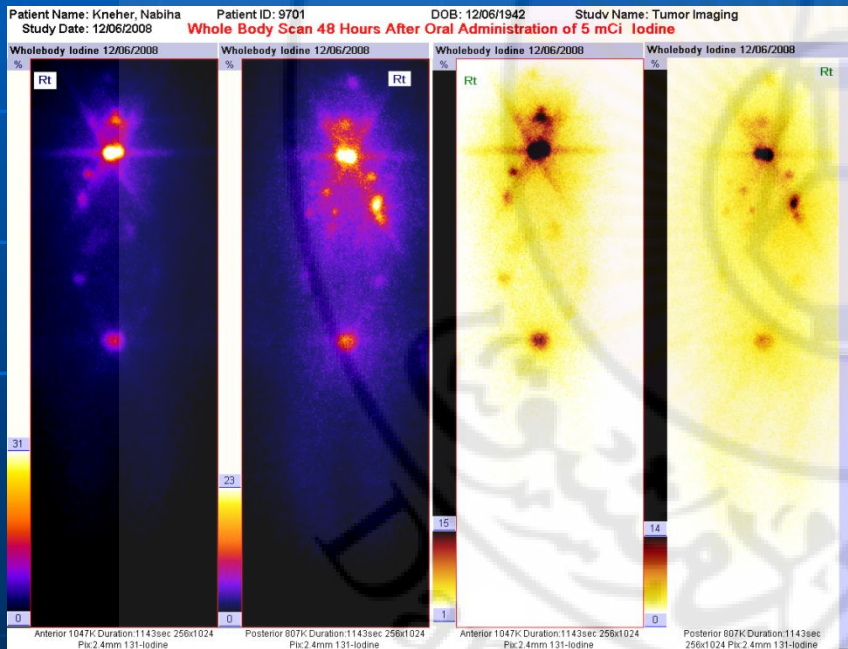 Patient Name: Kneher, Nabiha Patient ID: 9701 DOB: 12/06/1942 Study Name: Tumor Imaging
Study Date: 12/06/2008 Whole Body Scan 48 Hours After Oral Administration of 5 mCi Iodine
Wholebody Iodine 12/06/2008 Wholebody Iodine 12/06/2008 Wholebody Iodine 12/06/2008 Wholebody Iodine 12/06/2008
% % % %
Rt Rt Rt Rt
31
23
15
14
0 0 1 0
Anterior 1047K Duration:1143sec 256x1024
Pix:2.4mm 131-Iodine
Posterior 807K Duration:1143sec 256x1024
Pix:2.4mm 131-Iodine
Anterior 1047K Duration:1143sec 256x1024
Pix:2.4mm 131-Iodine
Posterior 807K Duration:1143sec
256x1024 Pix:2.4mm 131-Iodine